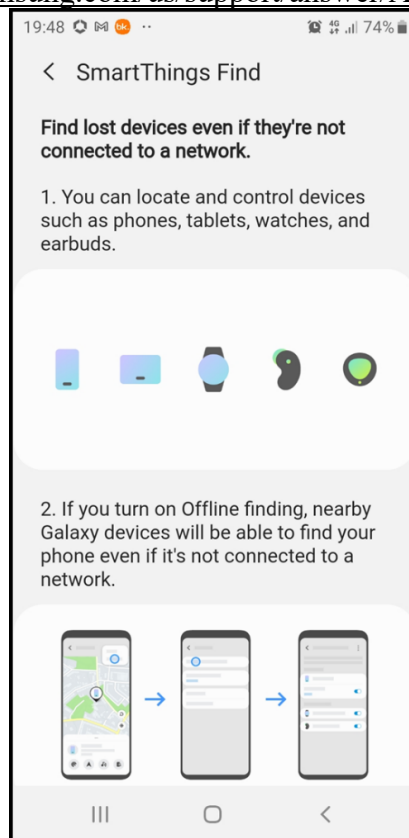 19:48 bk 4G 74%
SmartThings Find
Find lost devices even if they're not
connected to a network.
1. You can locate and control devices
such as phones, tablets, watches, and
earbuds.
2. If you turn on Offline finding, nearby
Galaxy devices will be able to find your
phone even if it's not connected to a
network.